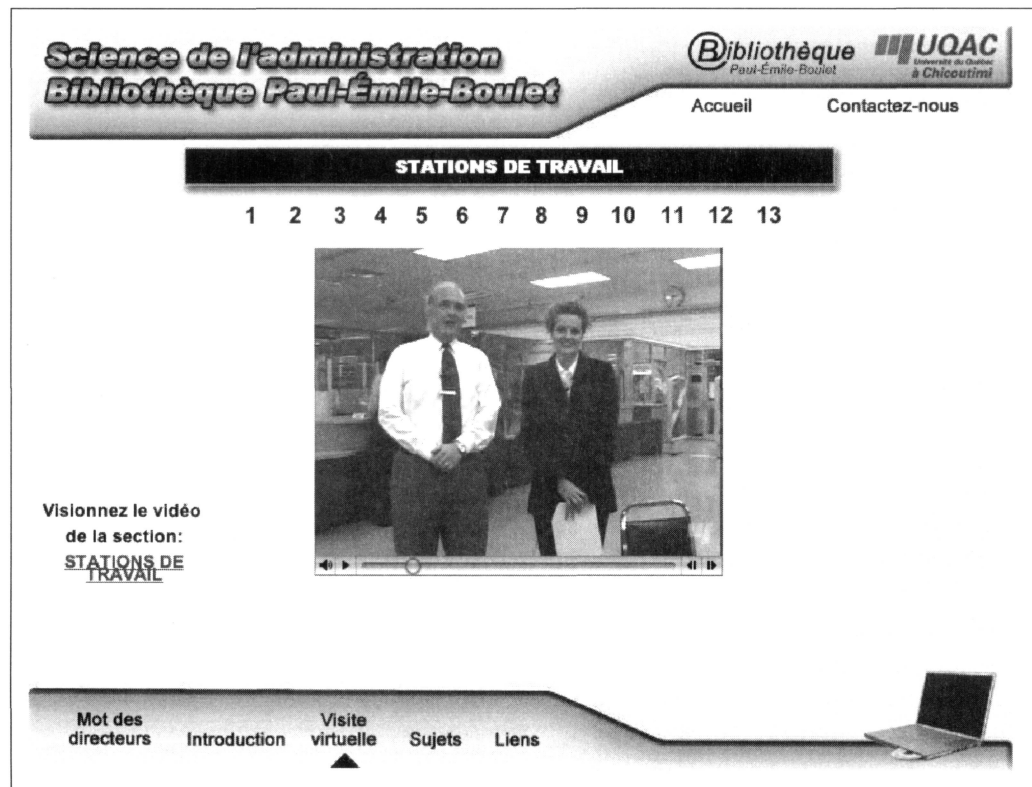 Science de l'administration
Bibliothèque Paul-Émile-Boulet
Bibliothèque
Paul-Émile-Boulet
UQAC
Université du Québec
à Chicoutimi
Accueil Contactez-nous
STATIONS DE TRAVAIL
1 2 3 4 5 6 7 8 9 10 11 12 13
Visionnez le vidéo
de la section:
STATIONS DE
TRAVAIL
Mot des
directeurs
Introduction
Visite
virtuelle
Sujets
Liens